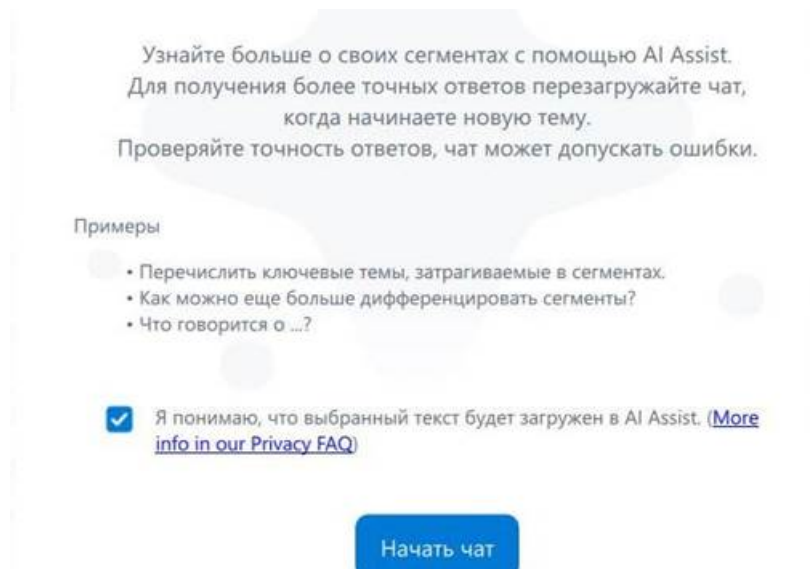 Узнайте больше о своих сегментах с помощью AI Assist.
Для получения более точных ответов перезагружайте чат,
когда начинаете новую тему.
Проверяйте точность ответов, чат может допускать ошибки.
Примеры
• Перечислить ключевые темы, затрагиваемые в сегментах.
• Как можно еще больше дифференцировать сегменты?
• Что говорится о ...?
Я понимаю, что выбранный текст будет загружен в AI Assist. (More
info in our Privacy FAQ)
Начать чат